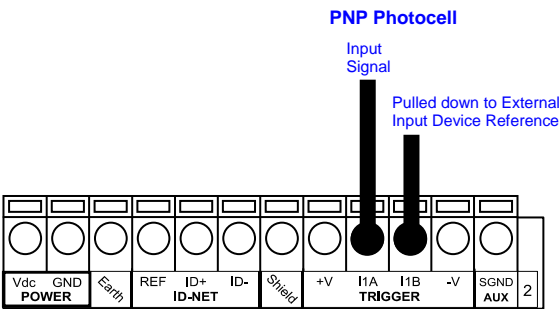 PNP Photocell
Input
Signal
Pulled down to External
Input Device Reference
Vdc GND Earth REF ID+ ID- Shield +V I1A I1B -V SGND 2
POWER ID-NET TRIGGER AUX